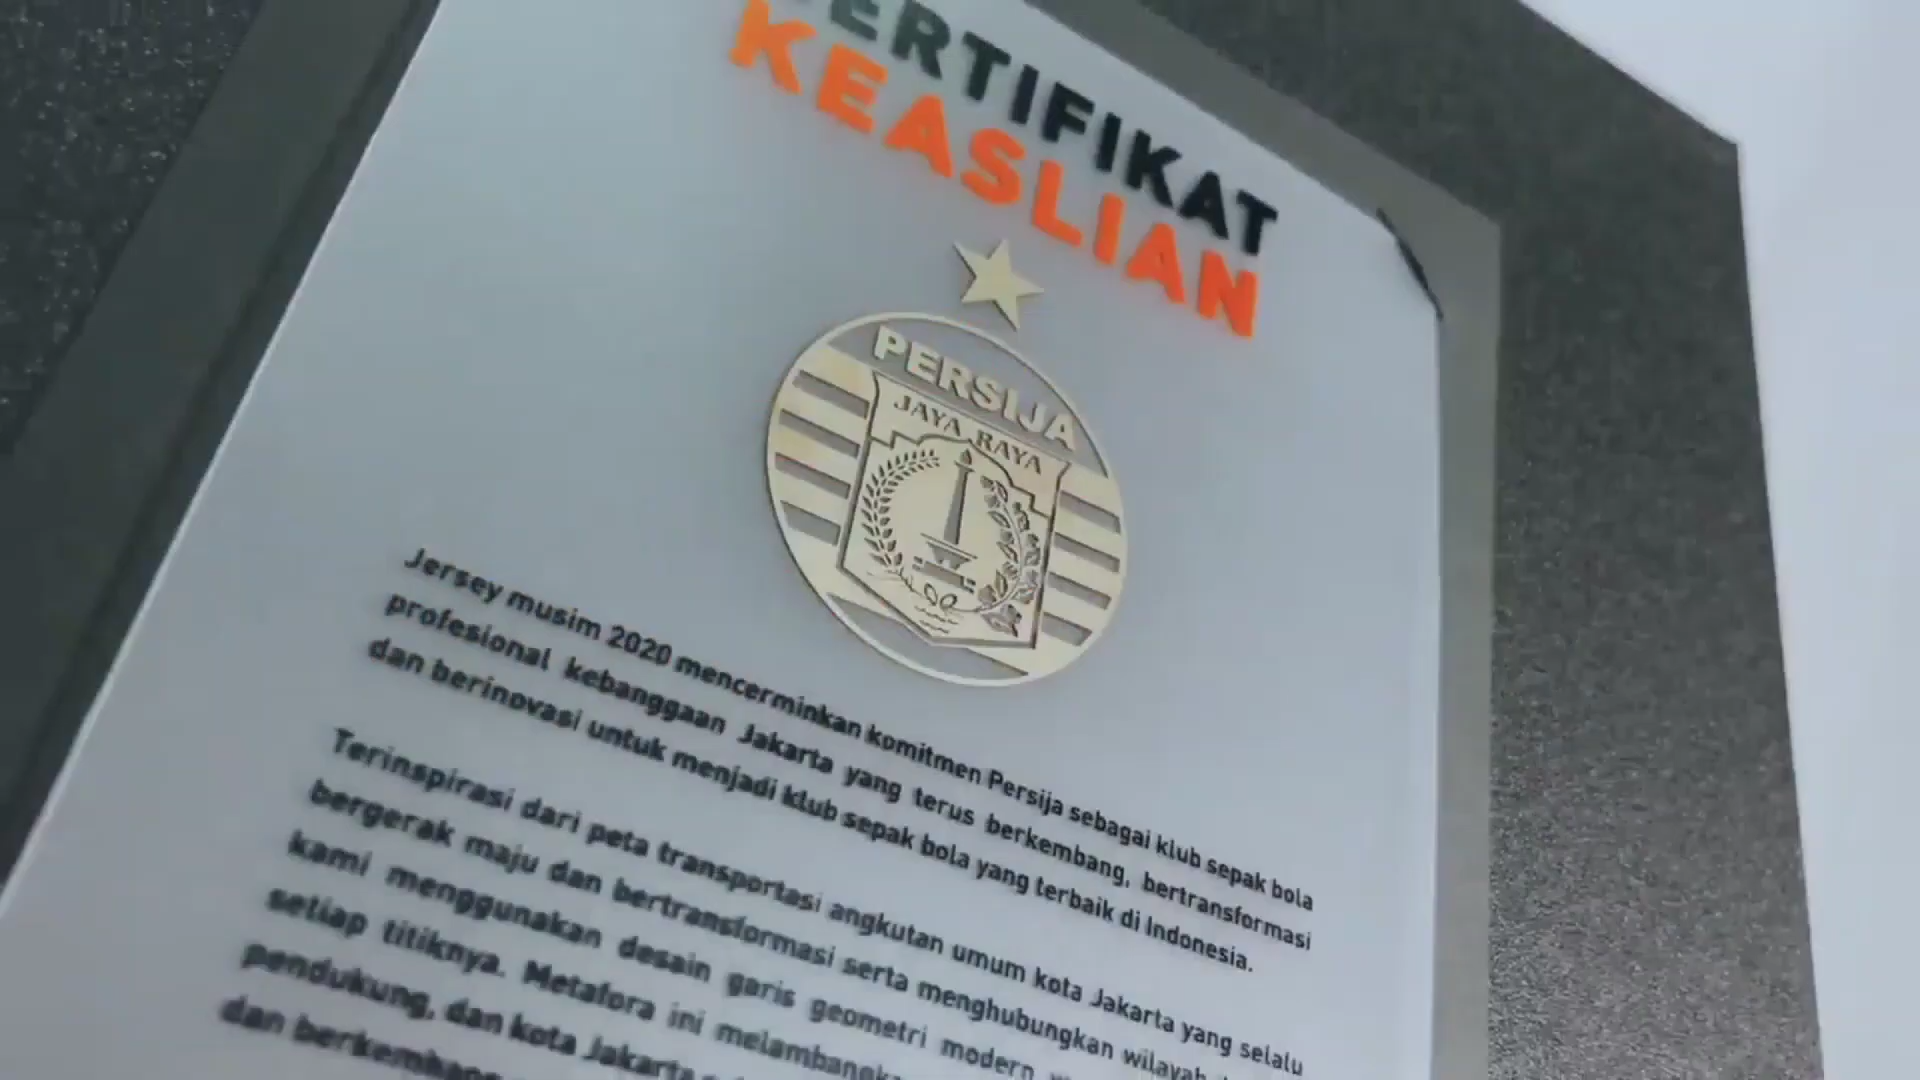 SERTIFIKAT
KEASLIAN
PERSIJA
JAYA RAYA
Jersey musim 2020 mencerminkan komitmen Persija sebagai klub sepak bola
profesional kebanggaan Jakarta yang terus berkembang, bertransformasi
dan berinovasi untuk menjadi klub sepak bola yang terbaik di Indonesia.
Terinspirasi dari peta transportasi angkutan umum kota Jakarta yang selalu
bergerak maju dan bertransformasi serta menghubungkan wilayah
kami menggunakan desain garis geometri modern
setiap titiknya. Metafora ini
pendukung, dan kota Jakarta
dan